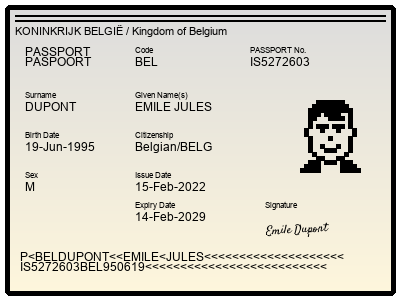 KONINKRIJK BELGIË / Kingdom of Belgium
PASSPORT Code PASSPORT No.
PASPOORT BEL IS5272603
Surname Given Name(s)
DUPONT EMILE JULES
Birth Date Citizenship
19-Jun-1995 Belgian/BELG
Sex Issue Date
M 15-Feb-2022
Expiry Date Signature
14-Feb-2029
Emile Dupont
P<BELDUPONT<<EMILE<JULES<<<<<<<<<<<<<<<<<<<<
IS5272603BEL950619<<<<<<<<<<<<<<<<<<<<<<<<<<